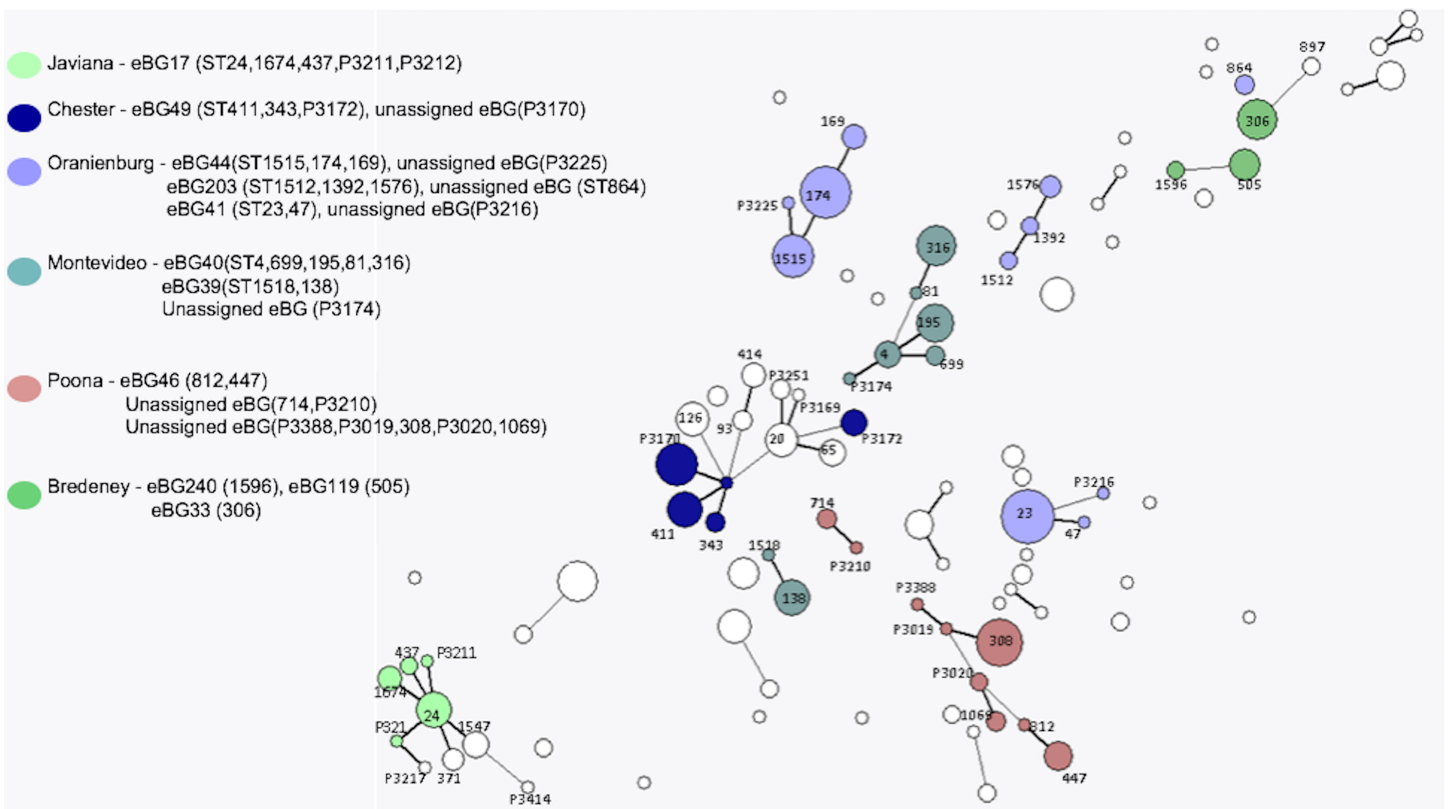 Javiana - eBG17 (ST24,1674,437,P3211,P3212)
Chester - eBG49 (ST411,343,P3172), unassigned eBG(P3170)
Oranienburg - eBG44(ST1515,174,169), unassigned eBG(P3225)
eBG203 (ST1512,1392,1576), unassigned eBG (ST864)
eBG41 (ST23,47), unassigned eBG(P3216)
Montevideo - eBG40(ST4,699,195,81,316)
eBG39(ST1518,138)
Unassigned eBG (P3174)
Poona - eBG46 (812,447)
Unassigned eBG(714,P3210)
Unassigned eBG(P3388,P3019,308,P3020,1069)
Bredeney - eBG240 (1596), eBG119 (505)
eBG33 (306)
897
864
306
1596
505
169
174
P3225
1515
1576
1392
1512
316
81
195
4
699
P3174
414
P3251
P3169
126
93
20
65
P3172
P3170
411
343
714
P3210
1518
138
23
P3216
47
P3388
P3019
308
P3020
1069
812
447
437
P3211
1674
24
P321
1547
P3217
371
P3414